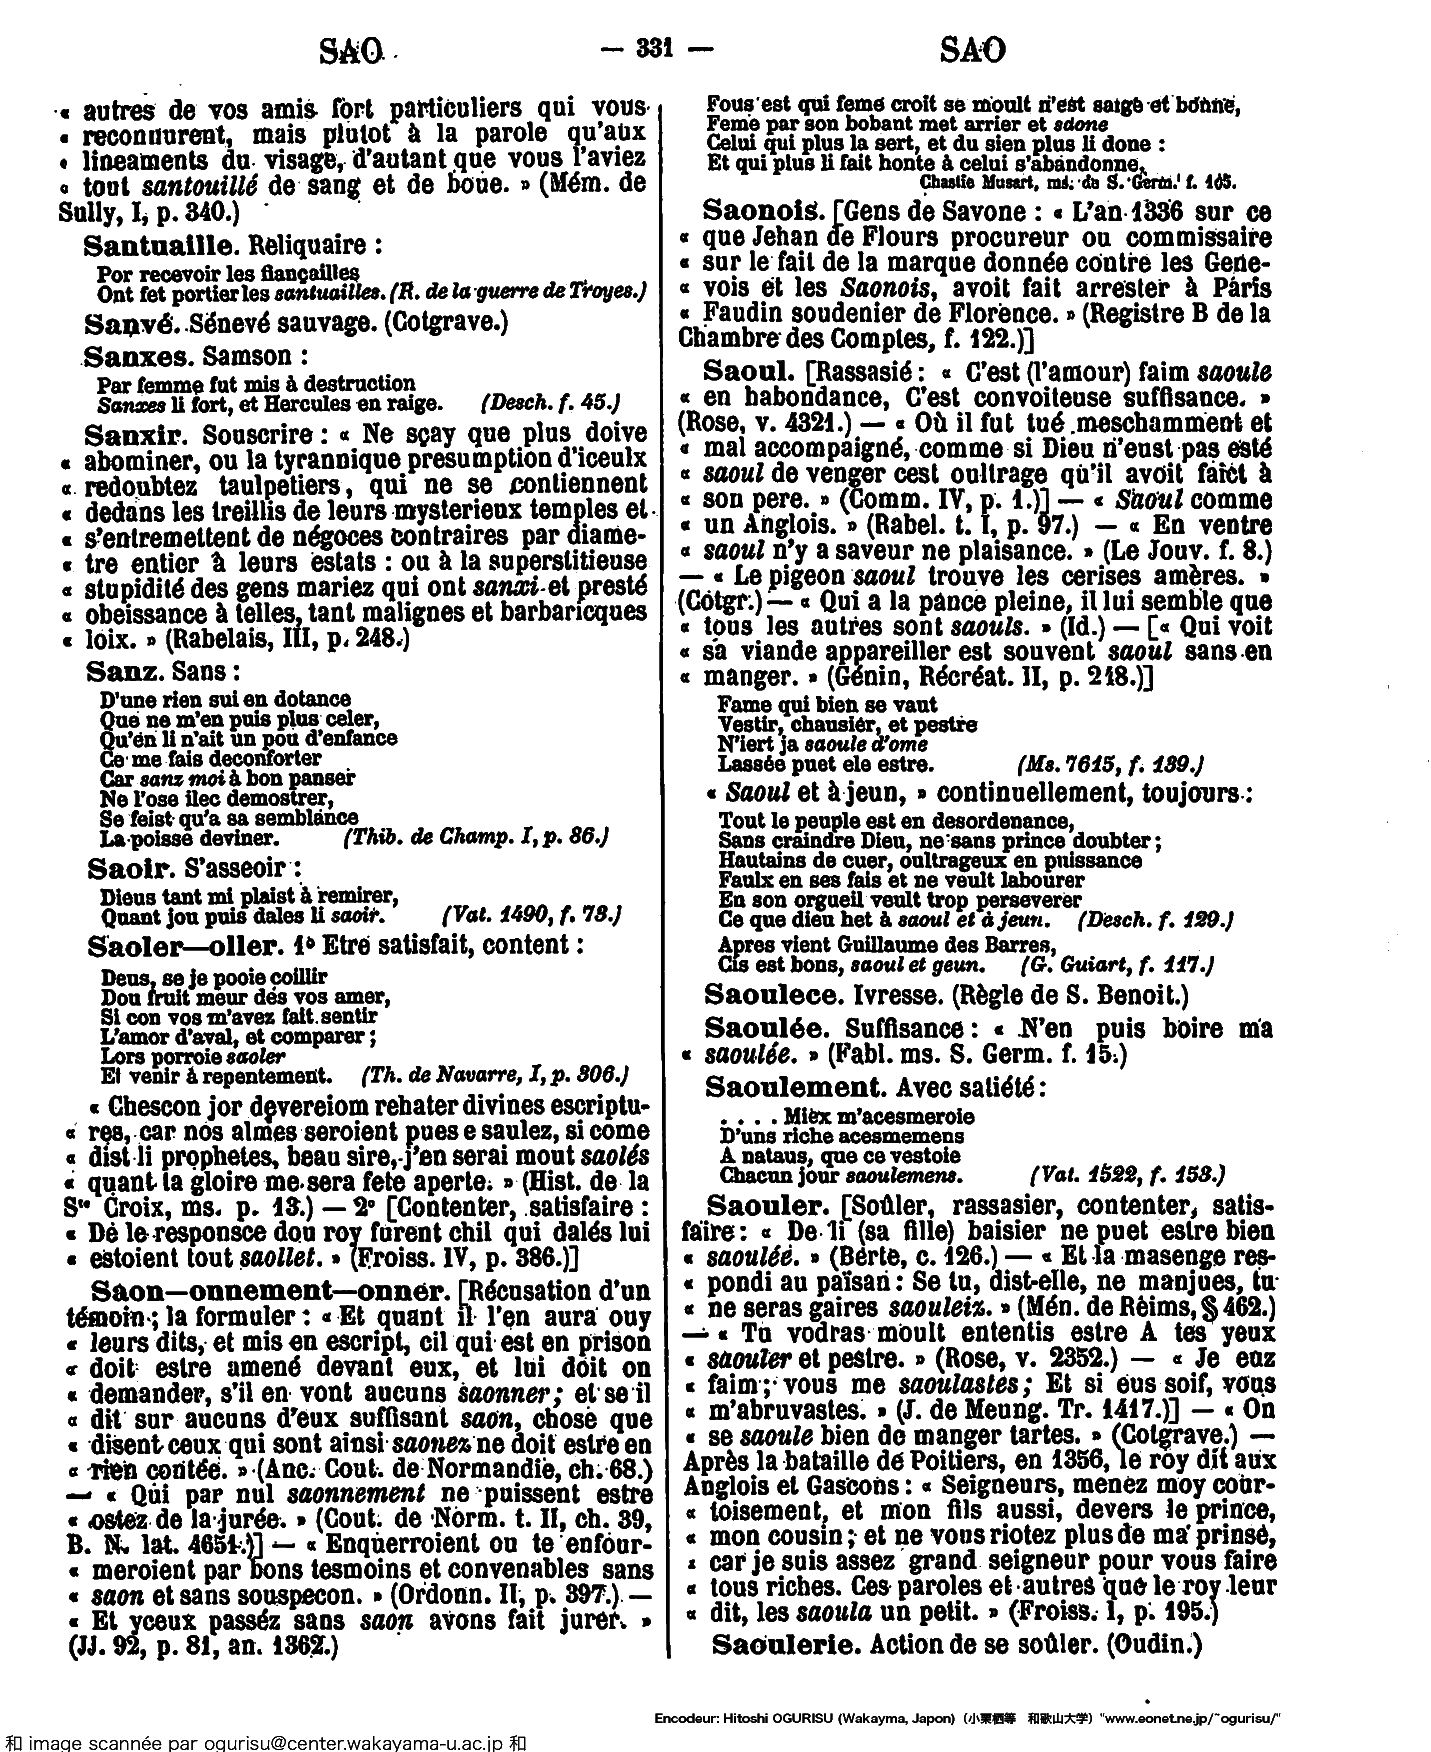 SAO — 331 — SAO
« autres de vos amis fort particuliers qui vous
« reconnurent, mais plutot à la parole qu'aux
« lineaments du visage, d'autant que vous l'aviez
« tout santouillé de sang et de boue. » (Mém. de
Sully, I, p. 340.)
Santuaille. Reliquaire :
Por recevoir les flançailles
Ont fet portier les santuailles. (R. de la guerre de Troyes.)
Sanvé. Sénevé sauvage. (Cotgrave.)
Sanxes. Samson :
Par femme fut mis à destruction
Sanxes li fort, et Hercules en raige. (Desch. f. 45.)
Sanxir. Souscrire : « Ne sçay que plus doive
« abominer, ou la tyrannique presumption d'iceulx
« redoubtez taulpetiers, qui ne se contiennent
« dedans les treillis de leurs mysterieux temples et
« s'entremettent de négoces contraires par diame-
« tre entier à leurs estats : ou à la superstitieuse
« stupidité des gens mariez qui ont sanxi et presté
« obeissance à telles, tant malignes et barbaricques
« loix. » (Rabelais, III, p. 248.)
Sanz. Sans :
D'une rien sui en dotance
Que ne m'en puis plus celer,
Qu'en li n'ait un pou d'enfance
Ce me fais deconforter
Car sanz moi à bon panser
Ne l'ose ilec demostrer,
Se feist qu'a sa semblance
La poisse deviner. (Thib. de Champ. I, p. 86.)
Saoir. S'asseoir :
Dieus tant mi plaist à remirer,
Quant jou puis dales li saoir. (Vat. 1490, f. 73.)
Saoler—oller. 1º Etre satisfait, content :
Deus, se je pooie coillir
Dou fruit meur dés vos amer,
Si con vos m'avez fait sentir
L'amor d'aval, et comparer ;
Lors porroie saoler
Et venir à repentement. (Th. de Navarre, I, p. 306.)
« Chescon jor devereiom rehater divines escriptu-
« res, car nos almes seroient pues e saulez, si come
« dist li prophetes, beau sire, j'en serai mout saolés
« quant ta gloire me sera fete aperte. » (Hist. de la
Ste Croix, ms. p. 13.) — 2º [Contenter, satisfaire :
« De le responsce dou roy furent chil qui dalés lui
« estoient tout saollet. » (Froiss. IV, p. 386.)]
Saon—onnement—onner. [Récusation d'un
témoin ; la formuler : « Et quant il l'en aura ouy
« leurs dits, et mis en escript, cil qui est en prison
« doit estre amené devant eux, et lui doit on
« demander, s'il en vont aucuns saonner ; et se il
« dit sur aucuns d'eux suffisant saon, chose que
« disent ceux qui sont ainsi saonez ne doit estre en
« rien contée. » (Anc. Cout. de Normandie, ch. 68.)
— « Qui par nul saonnement ne puissent estre
« ostez de la jurée. » (Cout. de Norm. t. II, ch. 39,
B. N. lat. 4651.)] — « Enquerroient ou te enfour-
« meroient par bons tesmoins et convenables sans
« saon et sans souspecon. » (Ordonn. II, p. 397.) —
« Et yceux passéz sans saon avons fait jurer. »
(JJ. 92, p. 81, an. 1362.)
Fous est qui feme croit se moult n'est saige et bonne,
Feme par son bobant met arrier et sdone
Celui qui plus la sert, et du sien plus li done :
Et qui plus li fait honte à celui s'abandonne,
Chastie Musart, ms. de S. Germ. f. 105.
Saonois. [Gens de Savone : « L'an 1336 sur ce
« que Jehan de Flours procureur ou commissaire
« sur le fait de la marque donnée contre les Gene-
« vois et les Saonois, avoit fait arrester à Paris
« Faudin soudenier de Florence. » (Registre B de la
Chambre des Comptes, f. 122.)]
Saoul. [Rassasié : « C'est (l'amour) faim saoule
« en habondance, C'est convoiteuse suffisance. »
(Rose, v. 4321.) — « Où il fut tué meschamment et
« mal accompaigné, comme si Dieu n'eust pas esté
« saoul de venger cest oultrage qu'il avoit faict à
« son pere. » (Comm. IV, p. 1.)] — « Saoul comme
« un Anglois. » (Rabel. t. I, p. 97.) — « En ventre
« saoul n'y a saveur ne plaisance. » (Le Jouv. f. 8.)
— « Le pigeon saoul trouve les cerises amères. »
(Cotgr.) — « Qui a la pance pleine, il lui semble que
« tous les autres sont saouls. » (Id.) — [« Qui voit
« sa viande appareiller est souvent saoul sans en
« manger. » (Génin, Récréat. II, p. 218.)]
Fame qui bien se vaut
Vestir, chausier, et pestre
N'iert ja saoule d'ome
Lassée puet ele estre. (Ms. 7615, f. 139.)
« Saoul et à jeun, » continuellement, toujours :
Tout le peuple est en desordenance,
Sans craindre Dieu, ne sans prince doubter ;
Hautains de cuer, oultrageux en puissance
Faulx en ses fais et ne veult labourer
En son orgueil veult trop perseverer
Ce que dieu het à saoul et à jeun. (Desch. f. 129.)
Apres vient Guillaume des Barres,
Cis est bons, saoul et geun. (G. Guiart, f. 117.)
Saoulece. Ivresse. (Règle de S. Benoit.)
Saoulée. Suffisance : « N'en puis boire ma
« saoulée. » (Fabl. ms. S. Germ. f. 15.)
Saoulement. Avec satiété :
. . . . Miex m'acesmeroie
D'uns riche acesmemens
A nataus, que ce vestoie
Chacun jour saoulemens. (Vat. 1522, f. 153.)
Saouler. [Soûler, rassasier, contenter, satis-
faire : « De li (sa fille) baisier ne puet estre bien
« saoulée. » (Berte, c. 126.) — « Et la masenge res-
« pondi au païsan : Se tu, dist-elle, ne manjues, tu
« ne seras gaires saouleiz. » (Mén. de Reims, § 462.)
— « Tu vodras moult ententis estre A tes yeux
« saouler et pestre. » (Rose, v. 2352.) — « Je euz
« faim ; vous me saoulastes ; Et si eus soif, vous
« m'abruvastes. » (J. de Meung. Tr. 1417.)] — « On
« se saoule bien de manger tartes. » (Cotgrave.) —
Après la bataille de Poitiers, en 1356, le roy dit aux
Anglois et Gascons : « Seigneurs, menez moy cour-
« toisement, et mon fils aussi, devers le prince,
« mon cousin ; et ne vous riotez plus de ma prinse,
« car je suis assez grand seigneur pour vous faire
« tous riches. Ces paroles et autres que le roy leur
« dit, les saoula un petit. » (Froiss. I, p. 195.)
Saoulerie. Action de se soûler. (Oudin.)
Encodeur: Hitoshi OGURISU (Wakayma, Japon) (小栗栖等 和歌山大学) "www.eonet.ne.jp/~ogurisu/"
和 image scannée par ogurisu@center.wakayama-u.ac.jp 和